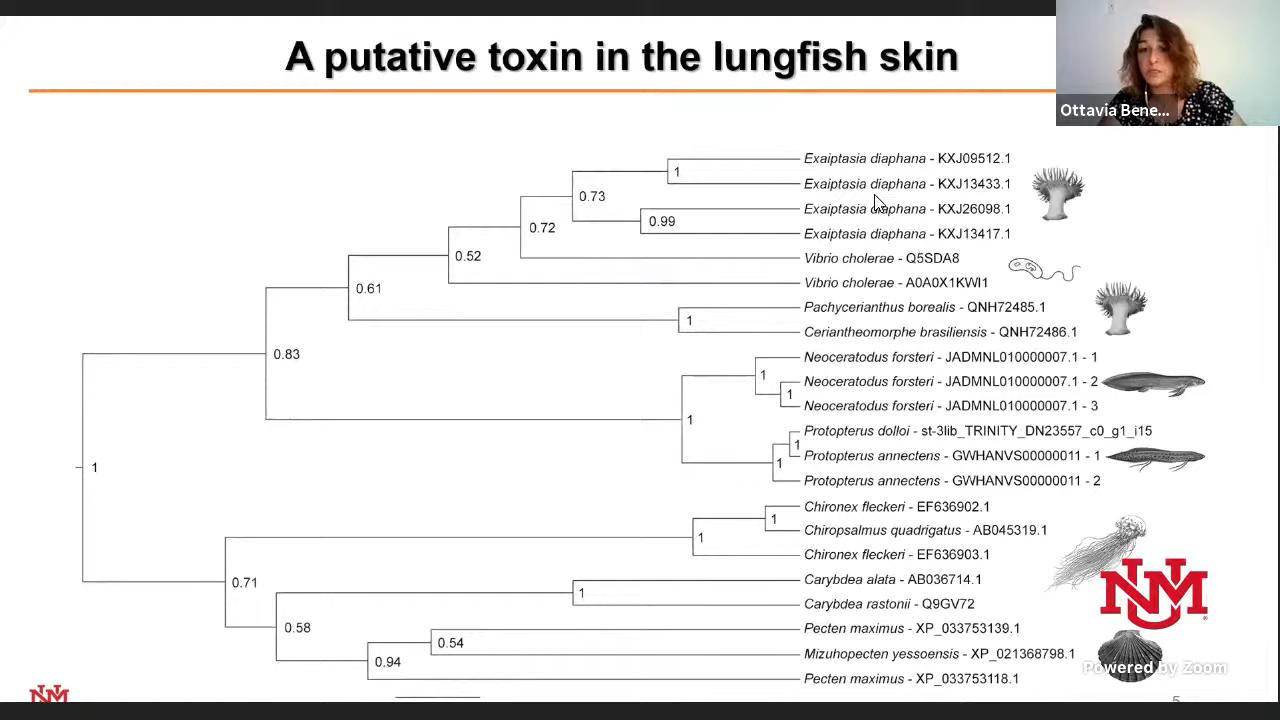 A putative toxin in the lungfish skin
Ottavia Bene...
Exaiptasia diaphana - KXJ09512.1
1
Exaiptasia diaphana - KXJ13433.1
0.73
Exaiptasia diaphana - KXJ26098.1
0.99
0.72
Exaiptasia diaphana - KXJ13417.1
0.52
Vibrio cholerae - Q5SDA8
Vibrio cholerae - A0A0X1KWI1
0.61
Pachycerianthus borealis - QNH72485.1
1
Ceriantheomorphe brasiliensis - QNH72486.1
0.83
Neoceratodus forsteri - JADMNL010000007.1 - 1
1
Neoceratodus forsteri - JADMNL010000007.1 - 2
1
Neoceratodus forsteri - JADMNL010000007.1 - 3
1
Protopterus dolloi - st-3lib_TRINITY_DN23557_c0_g1_i15
1
Protopterus annectens - GWHANVS00000011 - 1
1
1
Protopterus annectens - GWHANVS00000011 - 2
Chironex fleckeri - EF636902.1
1
Chiropsalmus quadrigatus - AB045319.1
1
Chironex fleckeri - EF636903.1
0.71
Carybdea alata - AB036714.1
1
Carybdea rastonii - Q9GV72
0.58
Pecten maximus - XP_033753139.1
0.54
Mizuhopecten yessoensis - XP_021368798.1
0.94
Pecten maximus - XP_033753118.1
UNM
Powered by Zoom
5